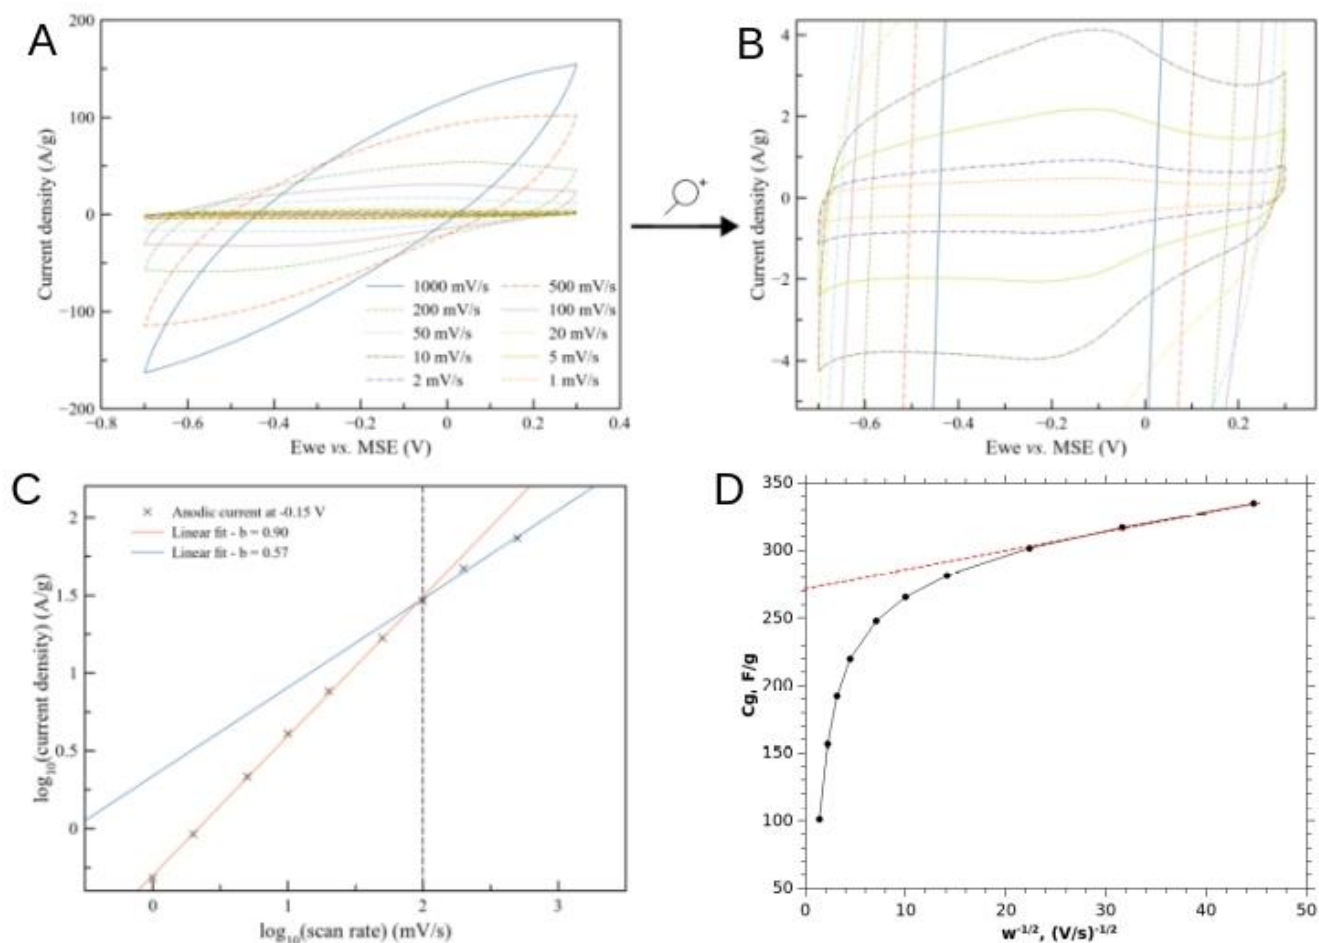 A
200
100
0
−100
−200
Current density (A/g)
1000 mV/s
500 mV/s
200 mV/s
100 mV/s
50 mV/s
20 mV/s
10 mV/s
5 mV/s
2 mV/s
1 mV/s
−0.8 −0.6 −0.4 −0.2 0 0.2 0.4
Ewe vs. MSE (V)
+
B
4
2
0
−2
−4
Current density (A/g)
−0.6 −0.4 −0.2 0 0.2
Ewe vs. MSE (V)
C
2
1.5
1
0.5
0
log10(current density) (A/g)
Anodic current at -0.15 V
Linear fit - b = 0.90
Linear fit - b = 0.57
0 1 2 3
log10(scan rate) (mV/s)
D
350
300
250
200
150
100
50
Cg, F/g
0 10 20 30 40 50
w-1/2, (V/s)-1/2